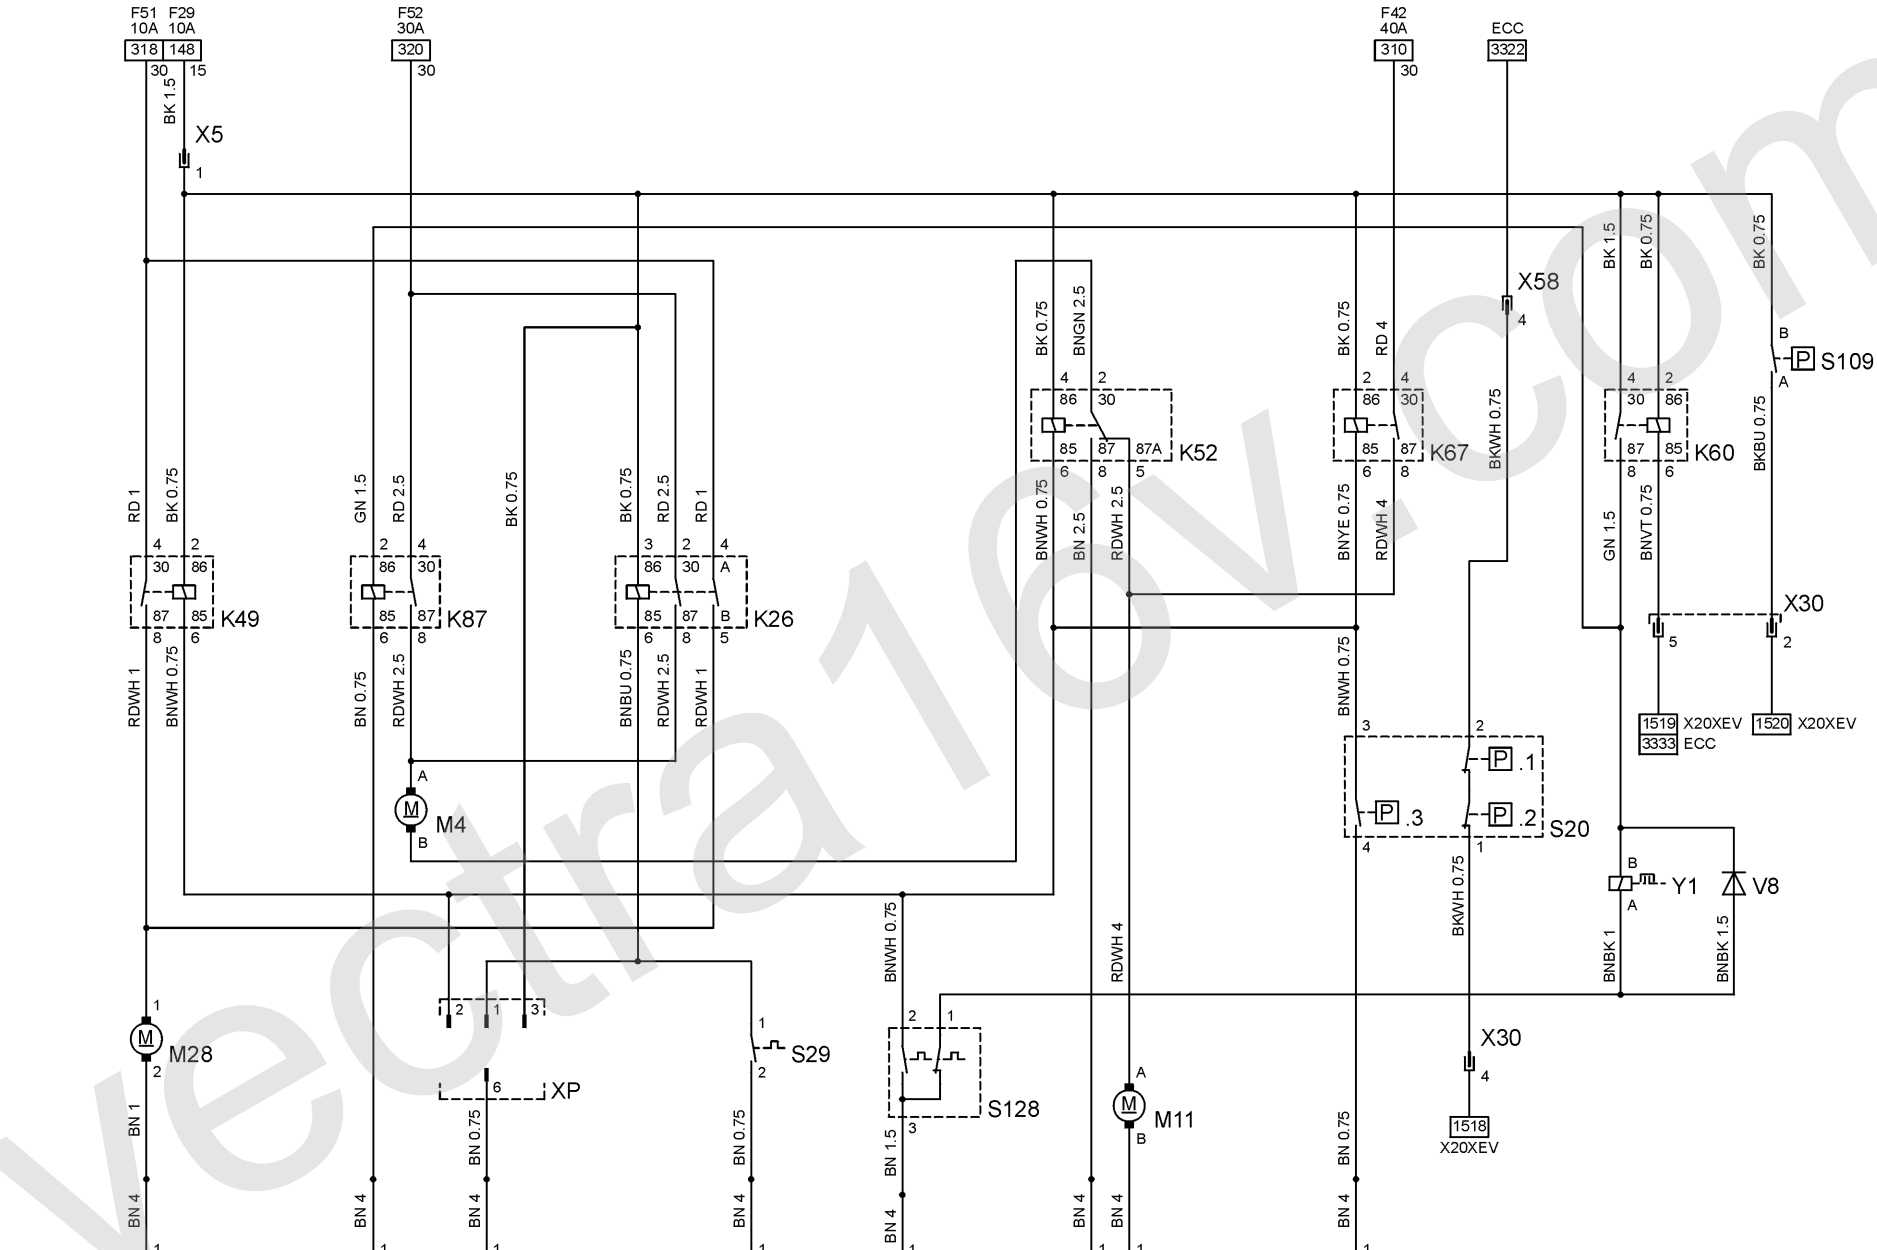 F51 F29 F52 F42
10A 10A 30A 40A ECC
318 148 320 310 3322
30 15 30 30
BK 1.5
X5
1
BK 1.5
BK 0.75
BK 0.75
X58
4
BK 0.75
BNGN 2.5
BK 0.75
RD 4
B
P S109
A
4 2 2 4 4 2
86 30 86 30 30 86
85 87 87A K52 85 87 K67 87 85 K60
6 8 5 6 8 8 6
BKWH 0.75
BKBU 0.75
RD 1
BK 0.75
GN 1.5
RD 2.5
BK 0.75
BK 0.75
RD 2.5
RD 1
BNWH 0.75
BN 2.5
RDWH 2.5
BNYE 0.75
RDWH 4
GN 1.5
BNVT 0.75
4 2 2 4 3 2 4
30 86 86 30 86 30 A
87 85 K49 85 87 K87 85 87 B K26
8 6 6 8 6 8 5
X30
5 2
RDWH 1
BNWH 0.75
BN 0.75
RDWH 2.5
BNBU 0.75
RDWH 2.5
RDWH 1
BNWH 0.75
1519 X20XEV 1520 X20XEV
3333 ECC
3 2
P .1
P .3 P .2 S20
4 1
A
M M4
B
BKWH 0.75
B
Y1 V8
A
BNBK 1
BNBK 1.5
BNWH 0.75
RDWH 4
1
M M28
2
2 1 3
6 XP
1
S29
2
2 1
S128
3
A
M M11
B
X30
4
1518
X20XEV
BN 1
BN 0.75
BN 0.75
BN 1.5
BN 0.75
BN 4
BN 4
BN 4
BN 4
BN 4
BN 4
BN 4
BN 4
1 1 1 1 1 1 1 1
vectra16v.com